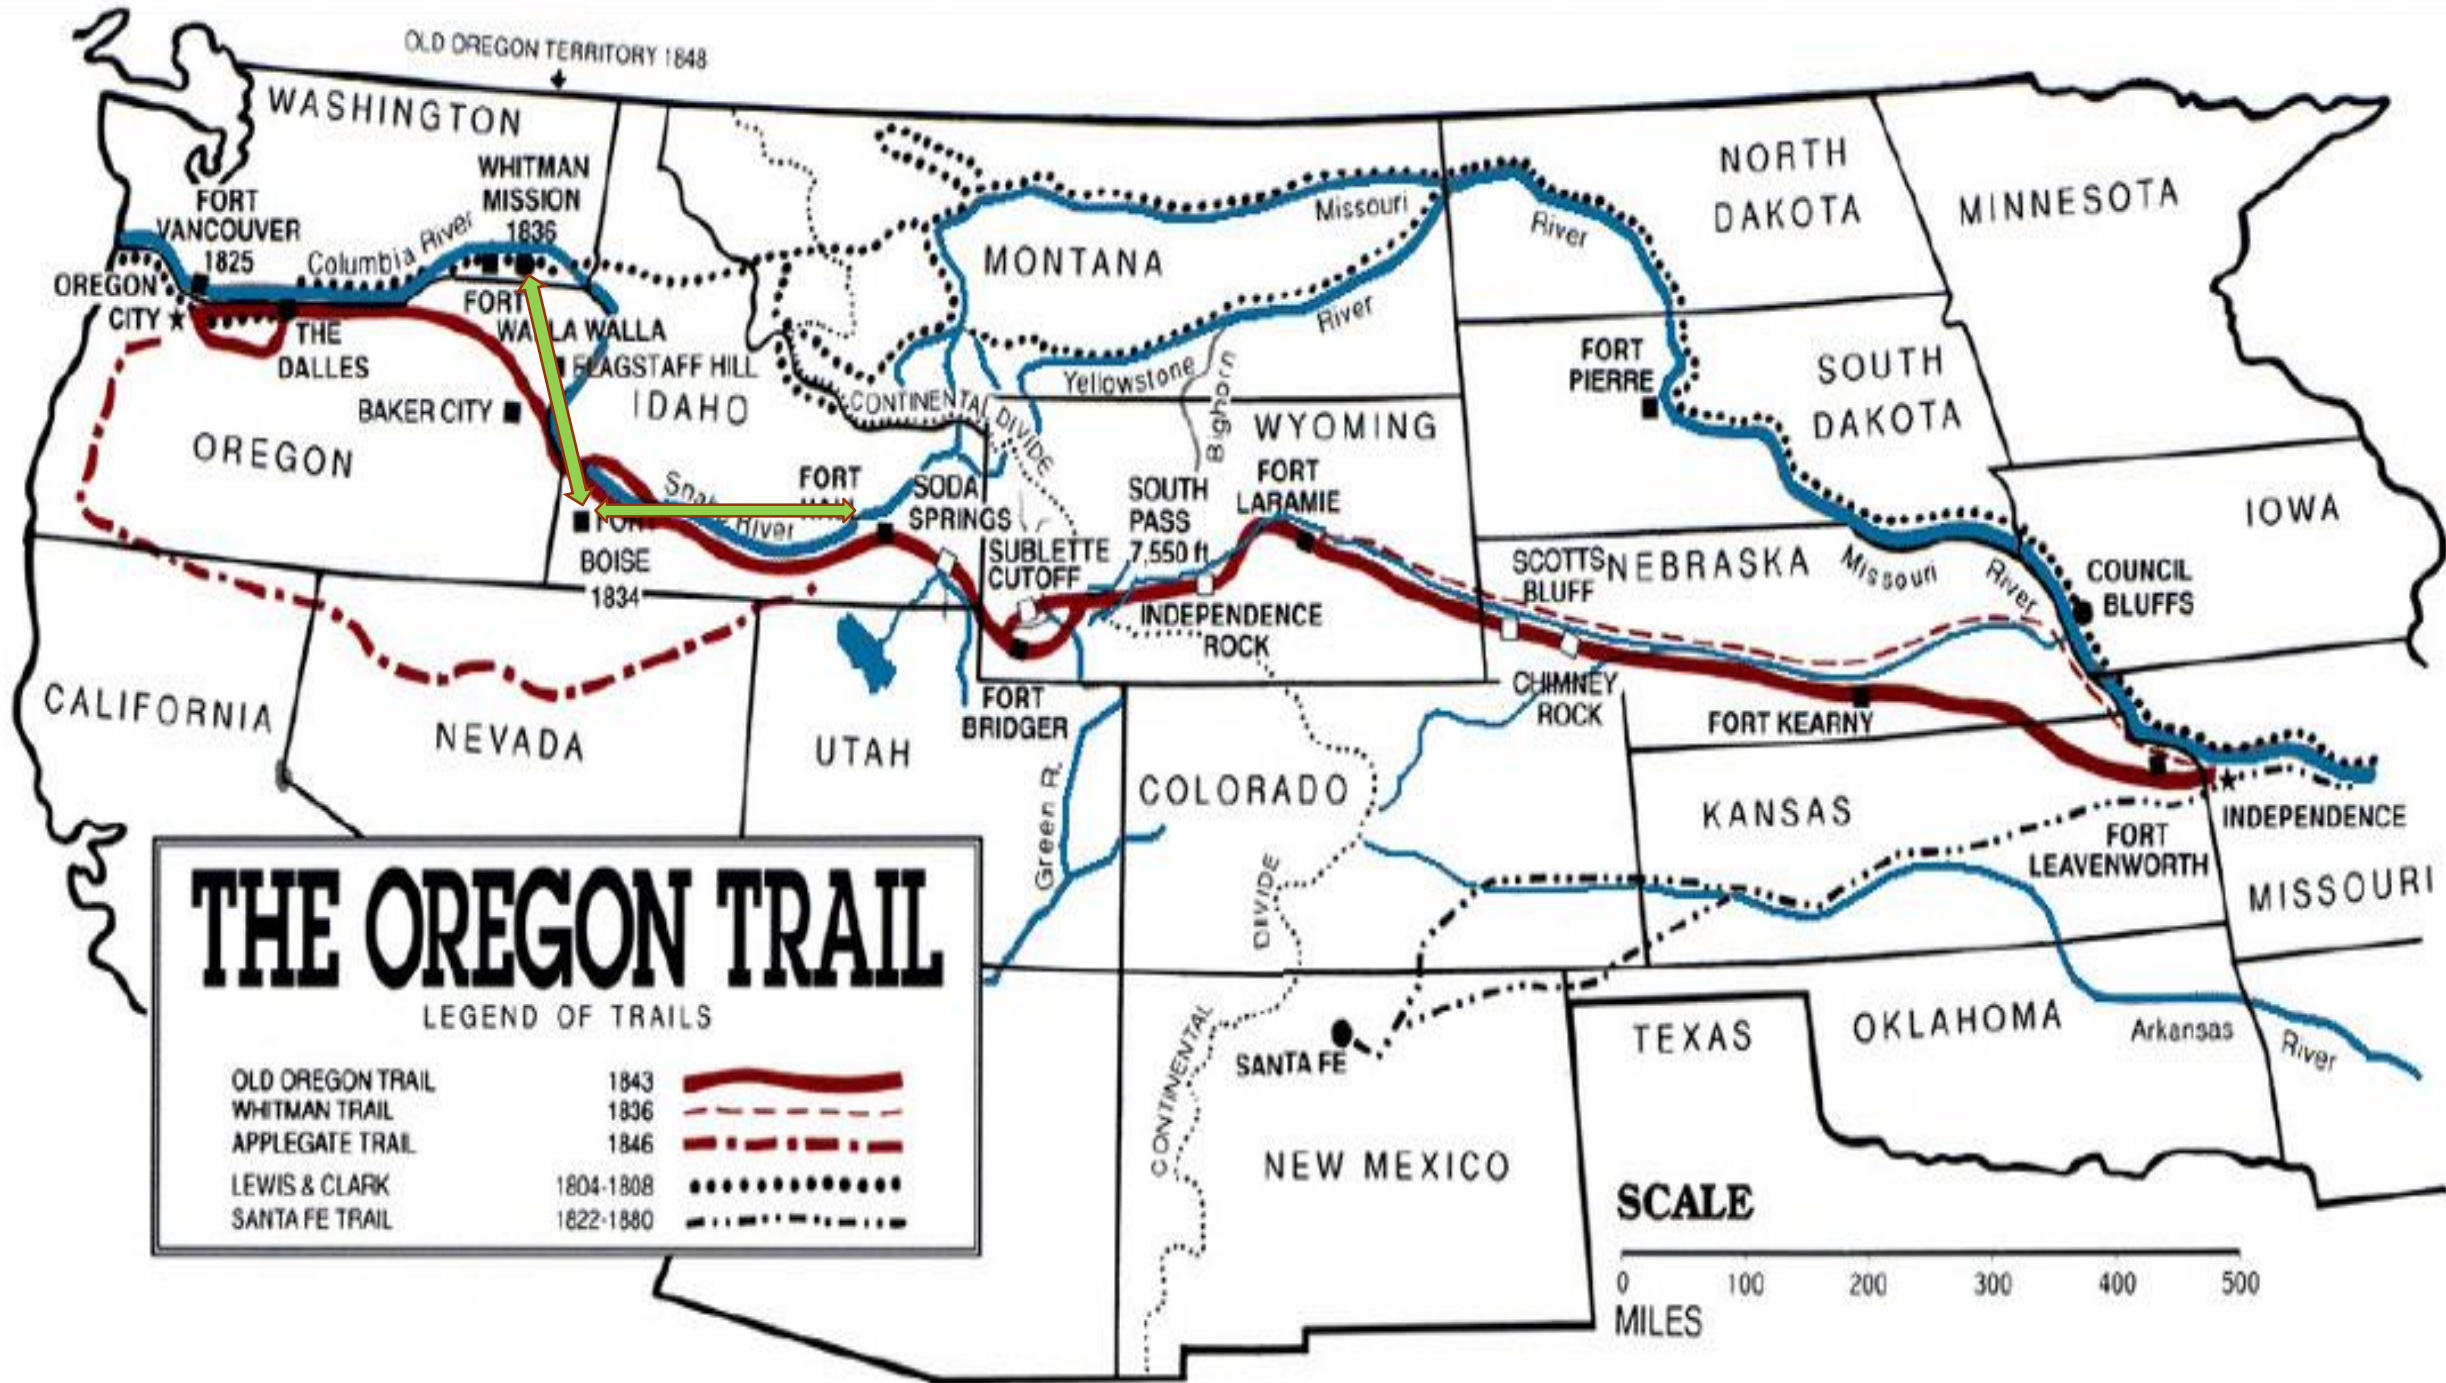 OLD OREGON TERRITORY 1848
WASHINGTON
WHITMAN
MISSION
1836
FORT
VANCOUVER
1825
Columbia River
OREGON
CITY
THE
DALLES
FORT
WALLA WALLA
FLAGSTAFF HILL
BAKER CITY
IDAHO
OREGON
Snake River
FORT
HALL
SODA
SPRINGS
FORT
BOISE
1834
MONTANA
Missouri
River
Yellowstone
River
Bighorn
CONTINENTAL DIVIDE
WYOMING
SOUTH
PASS
7,550 ft
FORT
LARAMIE
SUBLETTE
CUTOFF
INDEPENDENCE
ROCK
FORT
BRIDGER
NORTH
DAKOTA
MINNESOTA
FORT
PIERRE
SOUTH
DAKOTA
IOWA
SCOTTS
BLUFF
NEBRASKA
Missouri
River
COUNCIL
BLUFFS
CHIMNEY
ROCK
FORT KEARNY
CALIFORNIA
NEVADA
UTAH
Green R.
COLORADO
KANSAS
INDEPENDENCE
FORT
LEAVENWORTH
MISSOURI
CONTINENTAL
DIVIDE
SANTA FE
NEW MEXICO
TEXAS
OKLAHOMA
Arkansas
River
THE OREGON TRAIL
LEGEND OF TRAILS
OLD OREGON TRAIL 1843
WHITMAN TRAIL 1836
APPLEGATE TRAIL 1846
LEWIS & CLARK 1804-1808
SANTA FE TRAIL 1822-1880
SCALE
0 100 200 300 400 500
MILES